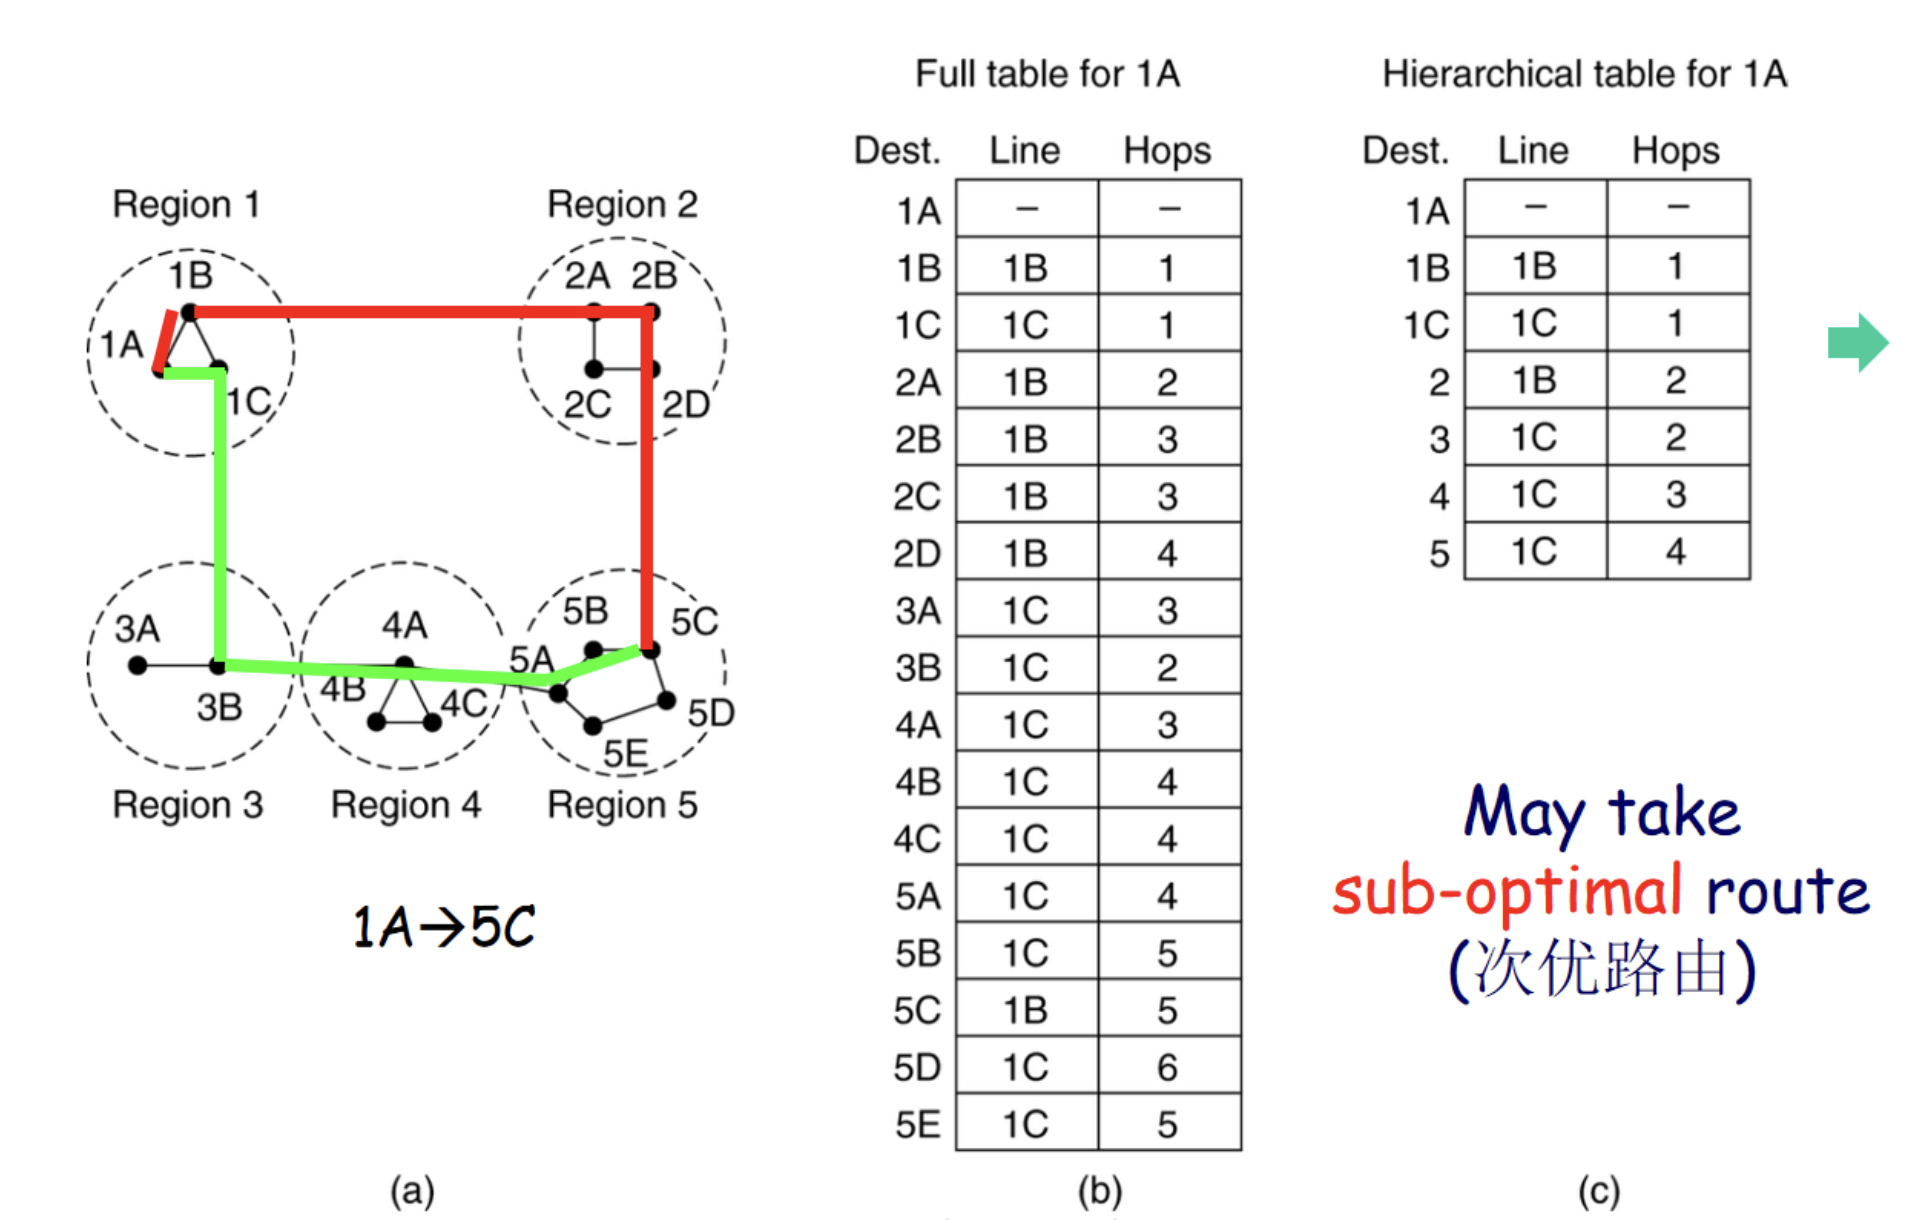 Region 1
Region 2
1B
1A
1C
2A 2B
2C
2D
3A
3B
4A
4B
4C
5A
5B
5C
5D
5E
Region 3
Region 4
Region 5
1A→5C
(a)
Full table for 1A
Dest. Line Hops
1A – –
1B 1B 1
1C 1C 1
2A 1B 2
2B 1B 3
2C 1B 3
2D 1B 4
3A 1C 3
3B 1C 2
4A 1C 3
4B 1C 4
4C 1C 4
5A 1C 4
5B 1C 5
5C 1B 5
5D 1C 6
5E 1C 5
(b)
Hierarchical table for 1A
Dest. Line Hops
1A – –
1B 1B 1
1C 1C 1
2 1B 2
3 1C 2
4 1C 3
5 1C 4
May take
sub-optimal route
(次优路由)
(c)